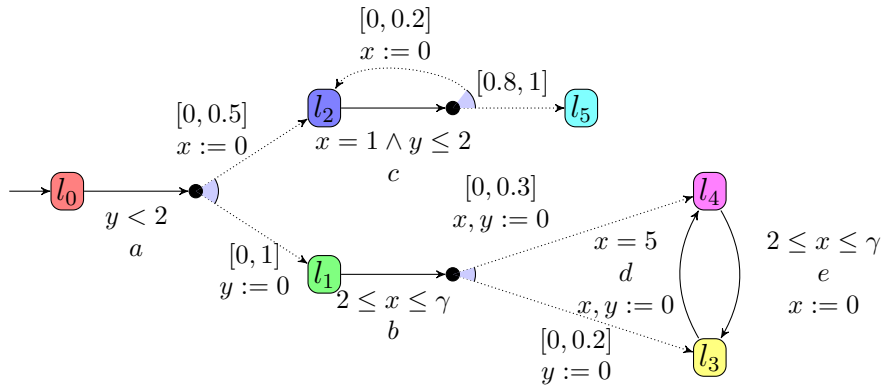 [0, 0.2]
x := 0
[0.8, 1]
[0, 0.5]
x := 0
l₂
l₅
x = 1 ∧ y ≤ 2
c
l₀
y < 2
a
[0, 0.3]
x, y := 0
l₄
[0, 1]
y := 0
l₁
2 ≤ x ≤ γ
b
x = 5
d
x, y := 0
2 ≤ x ≤ γ
e
x := 0
[0, 0.2]
y := 0
l₃